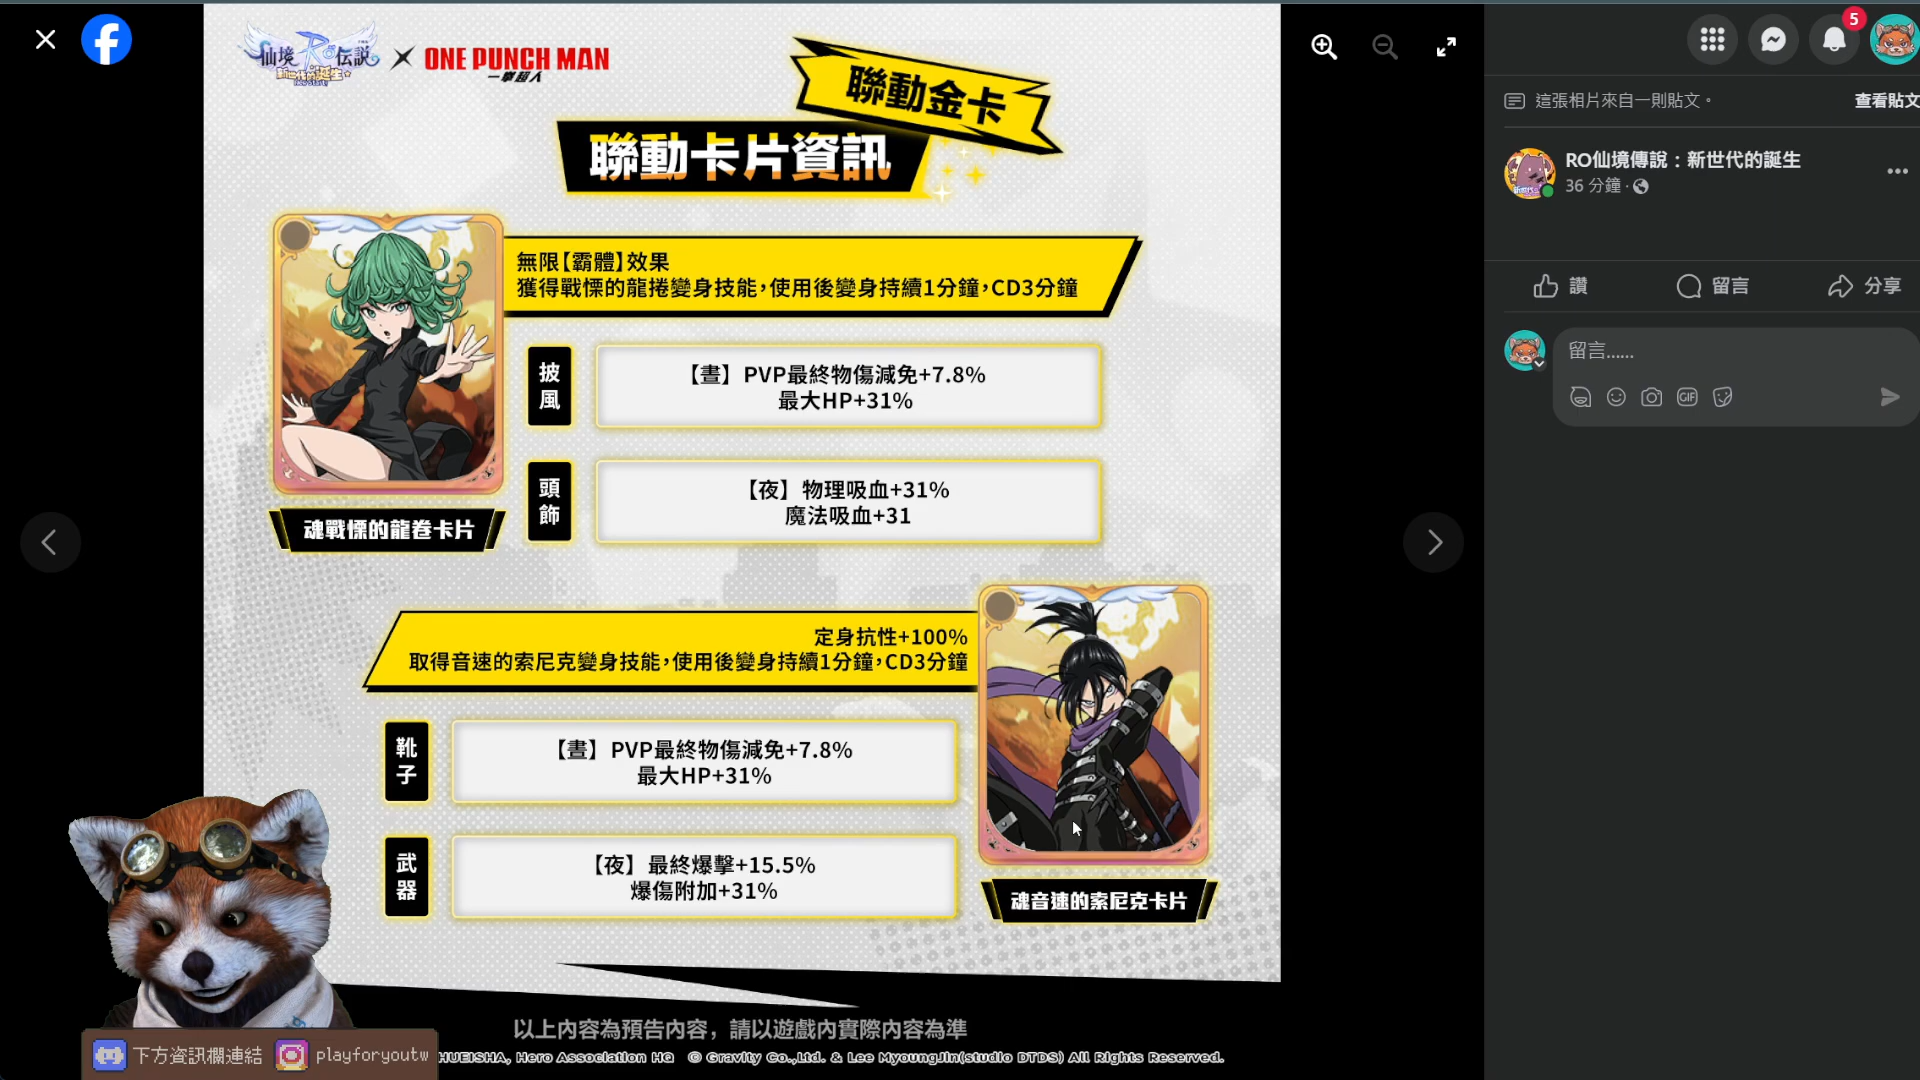 仙境 RO 伝説
新世代的誕生
New Start!
ONE PUNCH MAN
一拳超人
聯動金卡
聯動卡片資訊
無限【霸體】效果
獲得戰慄的龍捲變身技能,使用後變身持續1分鐘,CD3分鐘
披風
【晝】PVP最終物傷減免+7.8%
最大HP+31%
頭飾
【夜】物理吸血+31%
魔法吸血+31
魂戰慄的龍卷卡片
定身抗性+100%
取得音速的索尼克變身技能,使用後變身持續1分鐘,CD3分鐘
靴子
【晝】PVP最終物傷減免+7.8%
最大HP+31%
武器
【夜】最終爆擊+15.5%
爆傷附加+31%
魂音速的索尼克卡片
以上內容為預告內容，請以遊戲內實際內容為準
HUEISHA, Hero Association HQ © Gravity Co.,Ltd. & Lee MyoungJin(studio DTDS) All Rights Reserved.
下方資訊欄連結
playforyoutw
5
這張相片來自一則貼文。
查看貼文
RO仙境傳說：新世代的誕生
36 分鐘 ·
讚
留言
分享
留言......
GIF